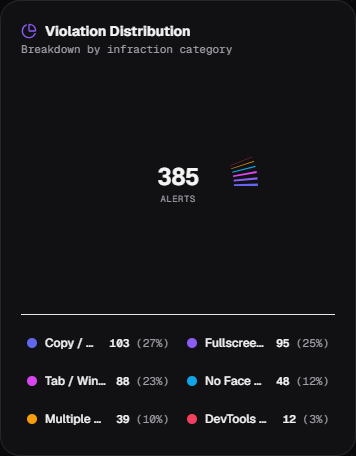 Violation Distribution
Breakdown by infraction category
385
ALERTS
Copy / ... 103 (27%) Fullscree... 95 (25%)
Tab / Win... 88 (23%) No Face ... 48 (12%)
Multiple ... 39 (10%) DevTools ... 12 (3%)